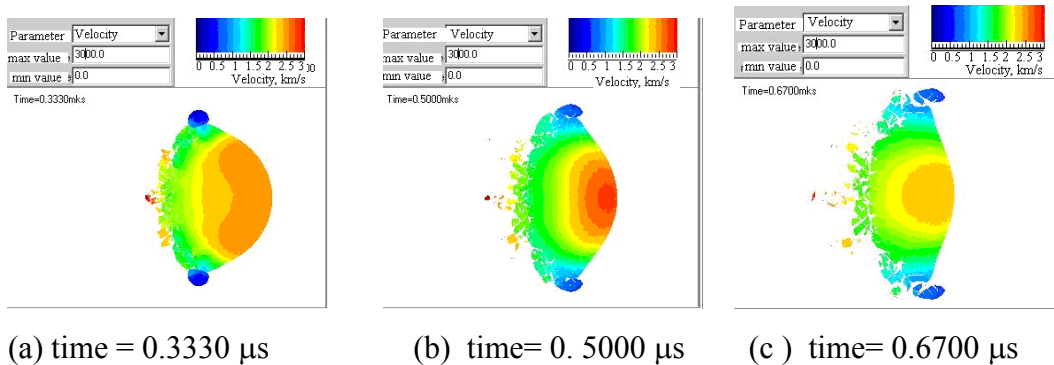 Parameter Velocity
max value 3000.0
min value 0.0
0 0.5 1 1.5 2 2.5 3
Velocity, km/s
Time=0.3330mks
Parameter Velocity
max value 3000.0
min value 0.0
0 0.5 1 1.5 2 2.5 3
Velocity, km/s
Time=0.5000mks
Parameter Velocity
max value 3000.0
min value 0.0
0 0.5 1 1.5 2 2.5 3
Velocity, km/s
Time=0.6700mks
(a) time = 0.3330 μs
(b) time= 0. 5000 μs
(c ) time= 0.6700 μs